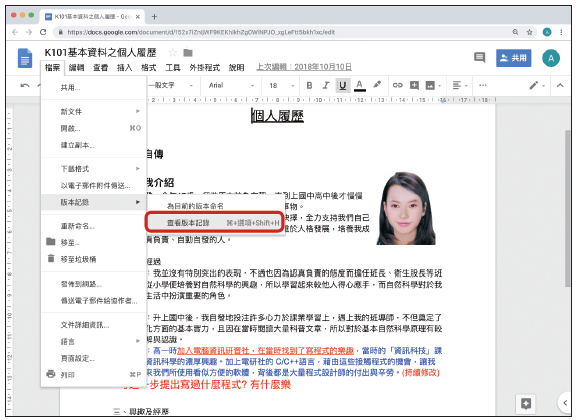 K101基本資料之個人履歷 - Goo
https://docs.google.com/document/d/
/edit
K101基本資料之個人履歷
檔案 編輯 查看 插入 格式 工具 外掛程式 說明 上次編輯：2018年10月10日
共用
A
共用...
一般文字 Arial 18 B I U A
新文件
開啟... ⌘O
建立副本...
下載格式
以電子郵件附件傳送...
版本記錄
為目前的版本命名
查看版本記錄 ⌘+選項+Shift+H
重新命名...
移至...
移至垃圾桶
發佈到網路...
傳送電子郵件給協作者...
文件詳細資訊...
語言
頁面設定...
列印 ⌘P
個人履歷
自傳
我介紹
到上國中高中後才慢慢
事物。
抉擇，全力支持我們自己
於人格發展，培養我成
真負責、自動自發的人。
經過
：我並沒有特別突出的表現，不過也因為認真負責的態度而擔任班長、衛生股長等班
從小便培養對自然科學的興趣，所以學習起來較他人得心應手，而自然科學對於我
生活中扮演重要的角色。
：升上國中後，我自發地投注許多心力於課業學習上，遇上我的班導師，不但奠定了
化方面的基本實力，且因在當時閱讀大量科普文章，所以對於基本自然科學原理有較
解與認識。
：高一時加入電腦資訊研習社，在當時找到了寫程式的樂趣，當時的「資訊科技」課
資訊科學的濃厚興趣。加上電研社的 C/C++語言，藉由這些接觸程式的機會，讓我
來我們所使用看似方便的軟體，背後都是大量程式設計師的付出與辛勞。(持續修改)
進一步提出寫過什麼程式? 有什麼樂
三、興趣及經歷